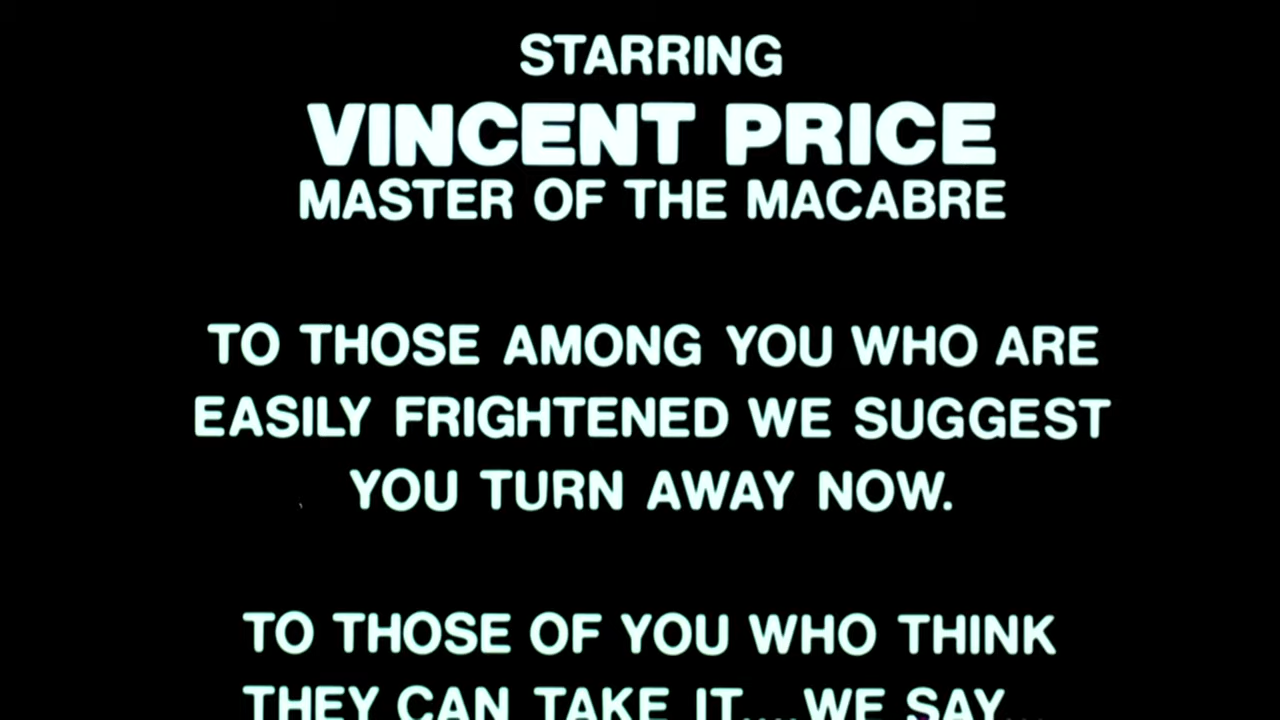 STARRING
VINCENT PRICE
MASTER OF THE MACABRE
TO THOSE AMONG YOU WHO ARE
EASILY FRIGHTENED WE SUGGEST
YOU TURN AWAY NOW.
TO THOSE OF YOU WHO THINK
THEY CAN TAKE IT....WE SAY...